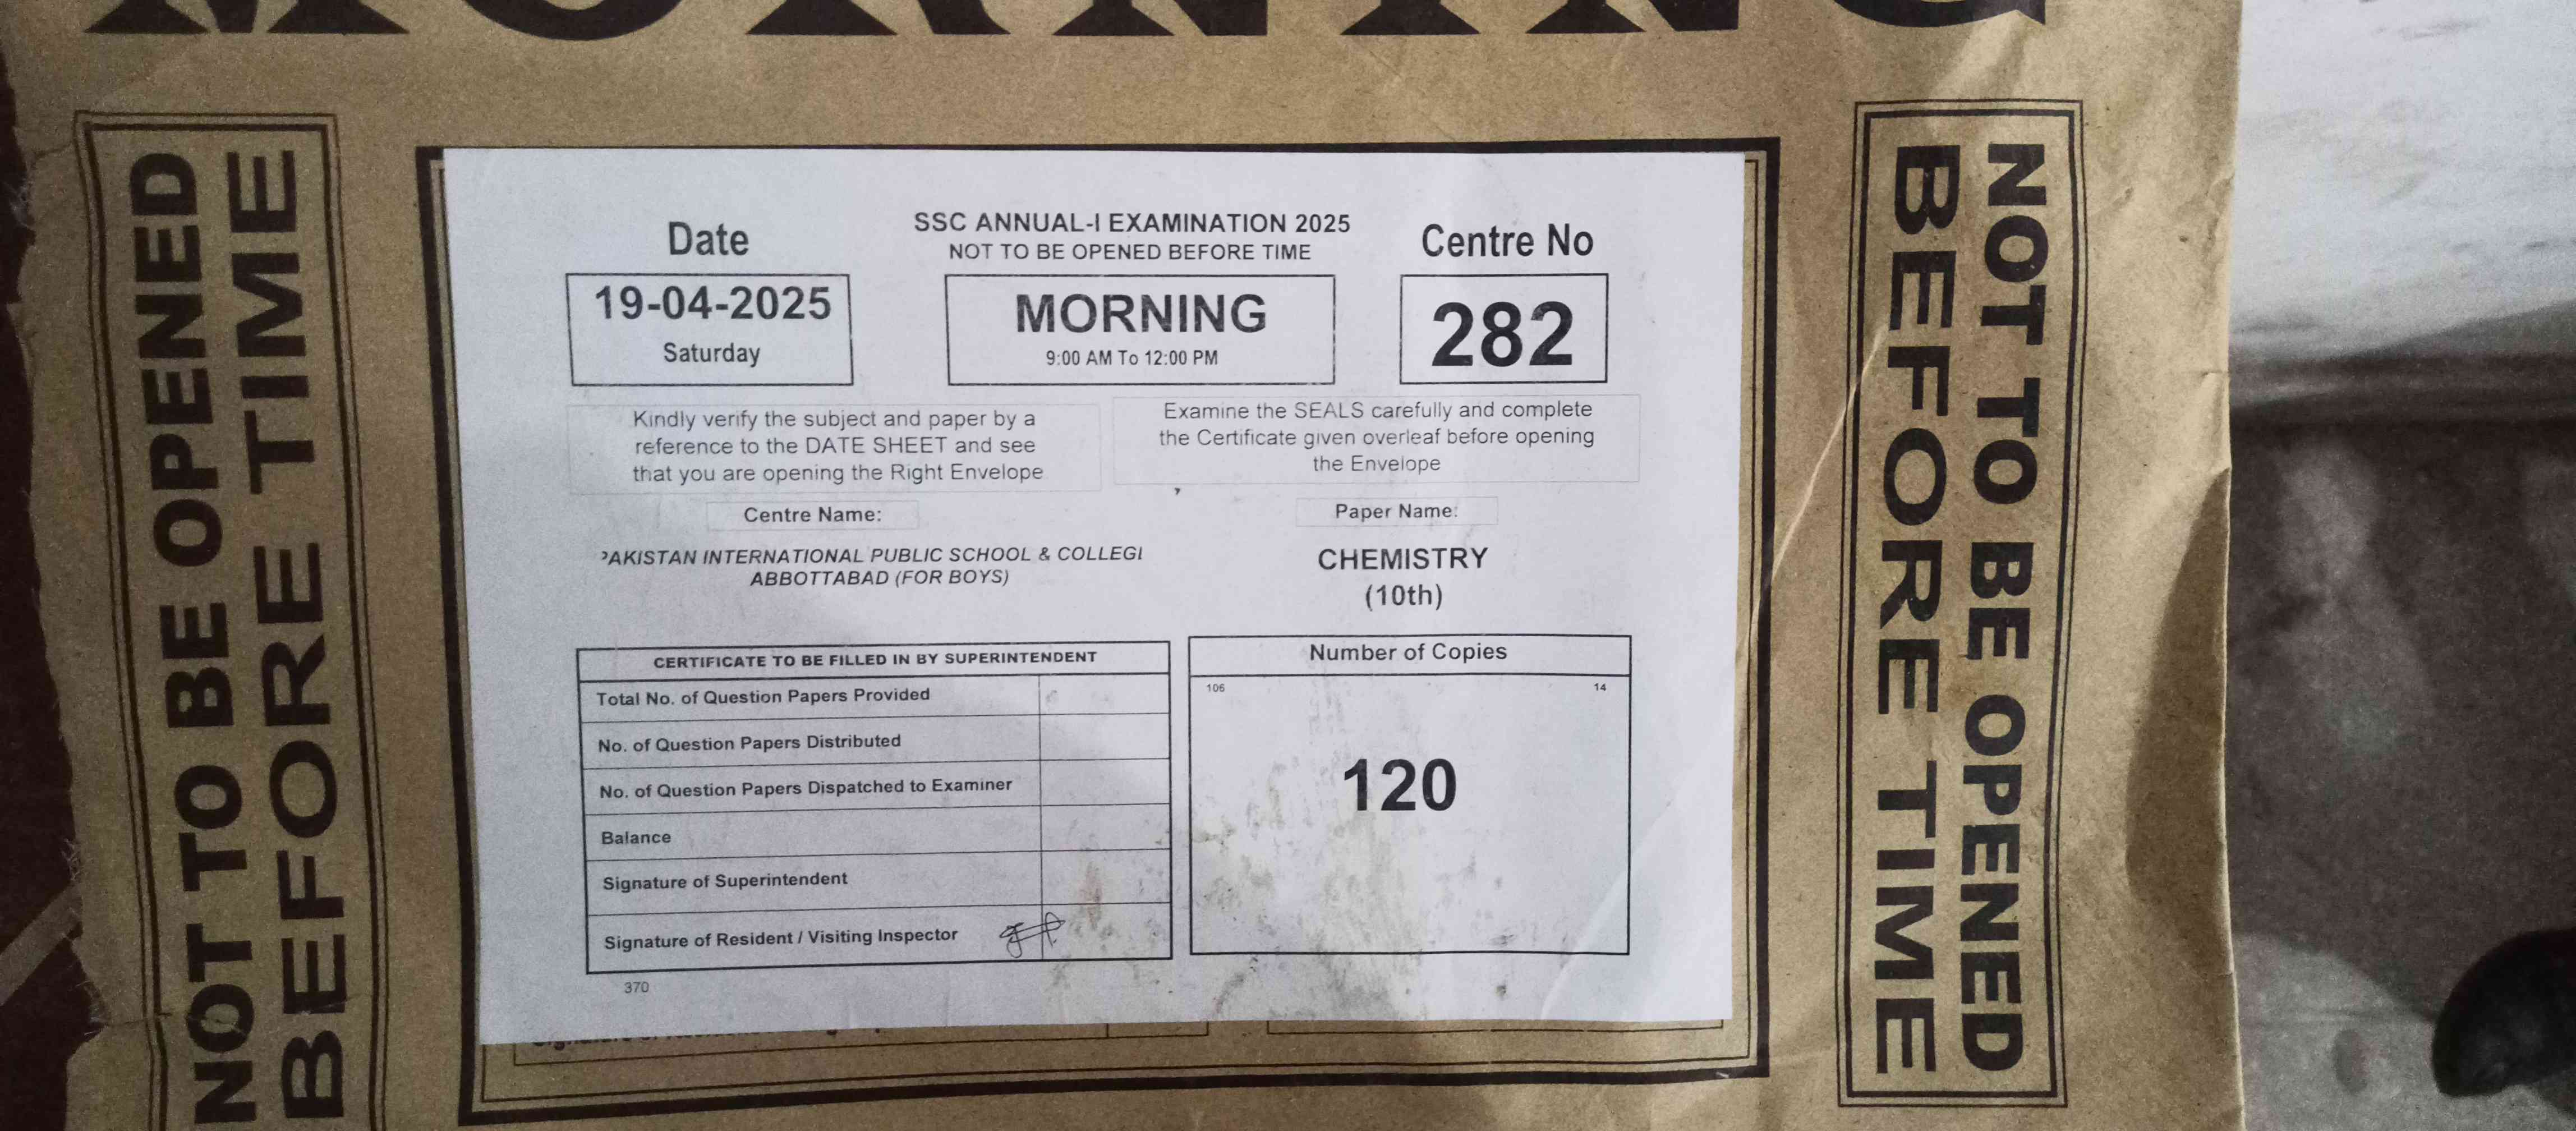 MORNING
NOT TO BE OPENED
BEFORE TIME
Date
19-04-2025
Saturday
SSC ANNUAL-I EXAMINATION 2025
NOT TO BE OPENED BEFORE TIME
MORNING
9:00 AM To 12:00 PM
Centre No
282
Kindly verify the subject and paper by a
reference to the DATE SHEET and see
that you are opening the Right Envelope
Examine the SEALS carefully and complete
the Certificate given overleaf before opening
the Envelope
Centre Name:
PAKISTAN INTERNATIONAL PUBLIC SCHOOL & COLLEGE
ABBOTTABAD (FOR BOYS)
Paper Name:
CHEMISTRY
(10th)
CERTIFICATE TO BE FILLED IN BY SUPERINTENDENT
Total No. of Question Papers Provided
No. of Question Papers Distributed
No. of Question Papers Dispatched to Examiner
Balance
Signature of Superintendent
Signature of Resident / Visiting Inspector
370
Number of Copies
106 14
120
NOT TO BE OPENED
BEFORE TIME